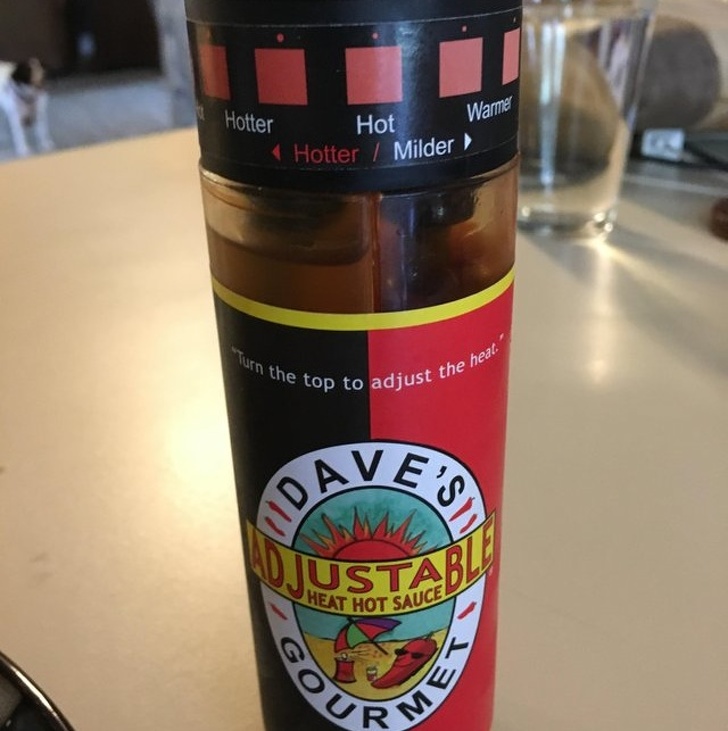 Hotter Hot Warmer
Hotter / Milder
"Turn the top to adjust the heat."
DAVE'S
ADJUSTABLE
HEAT HOT SAUCE
GOURMET